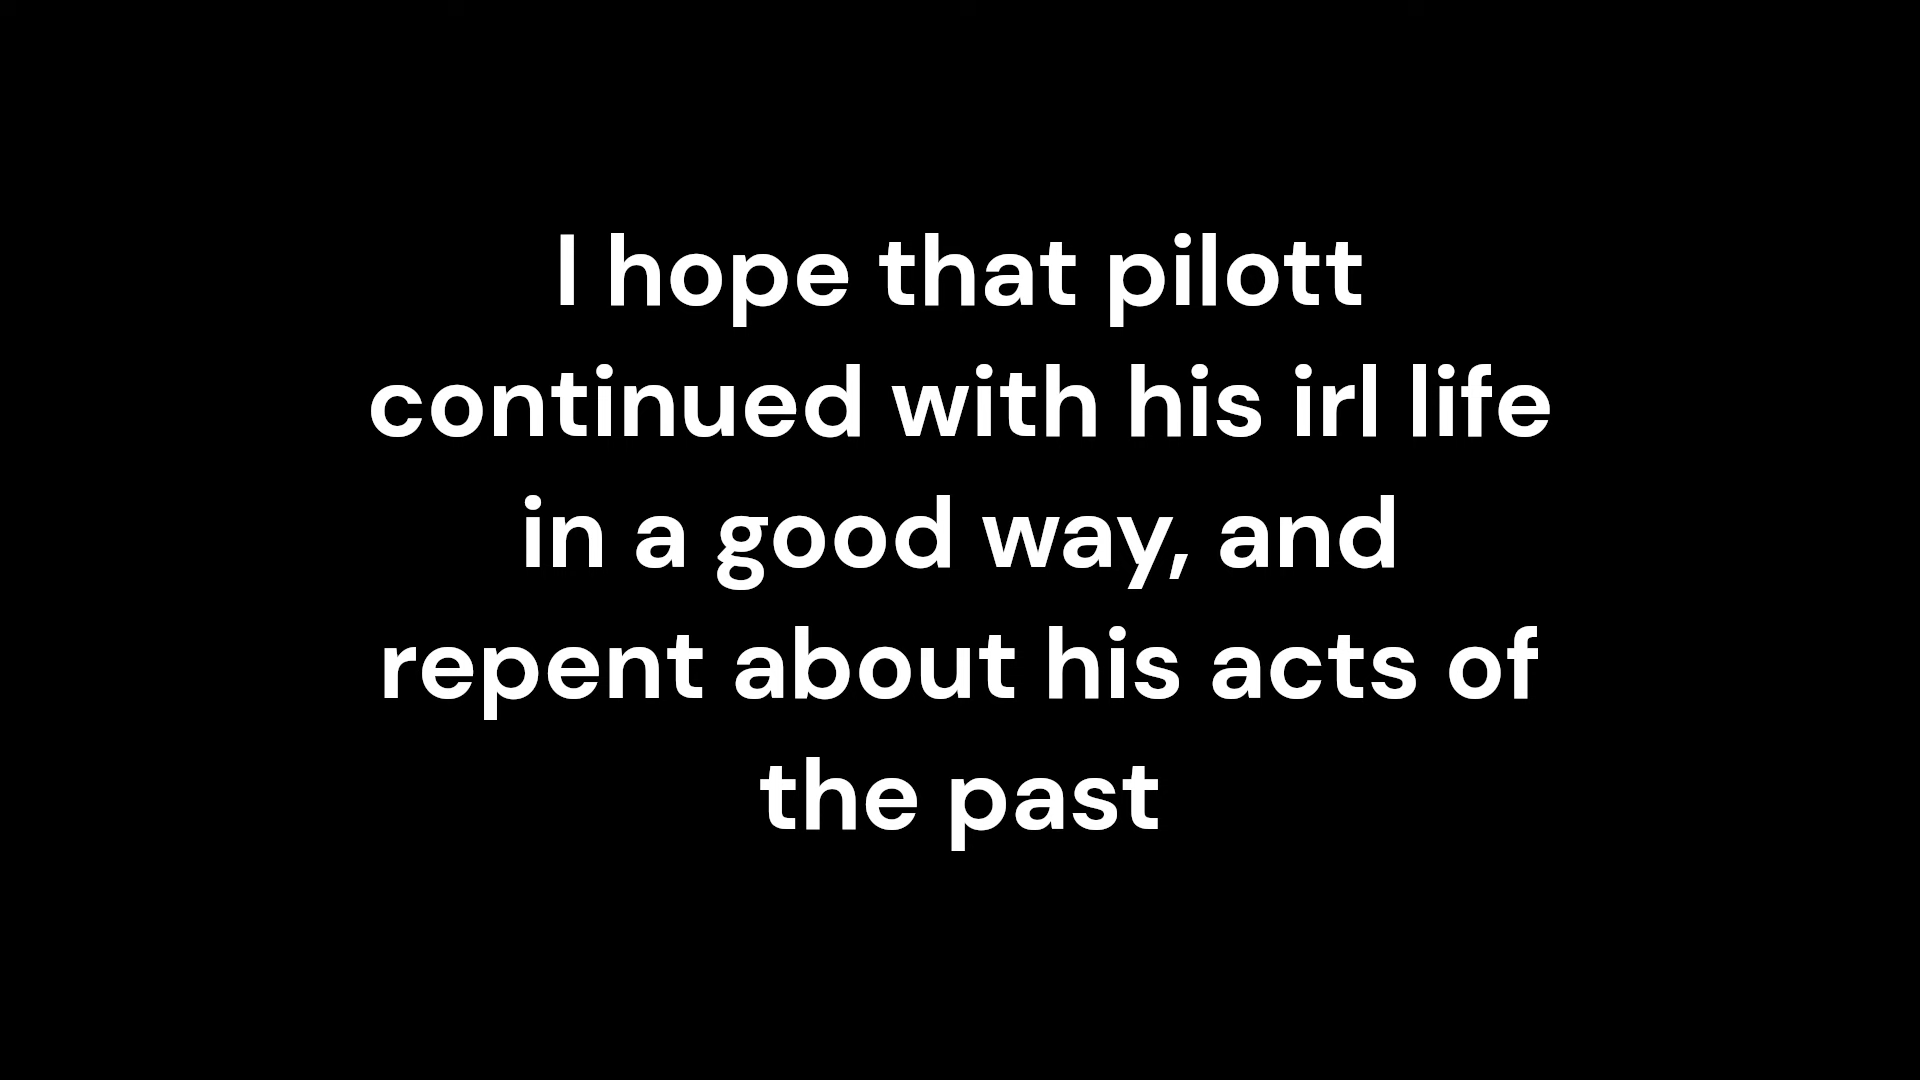 I hope that pilott
continued with his irl life
in a good way, and
repent about his acts of
the past